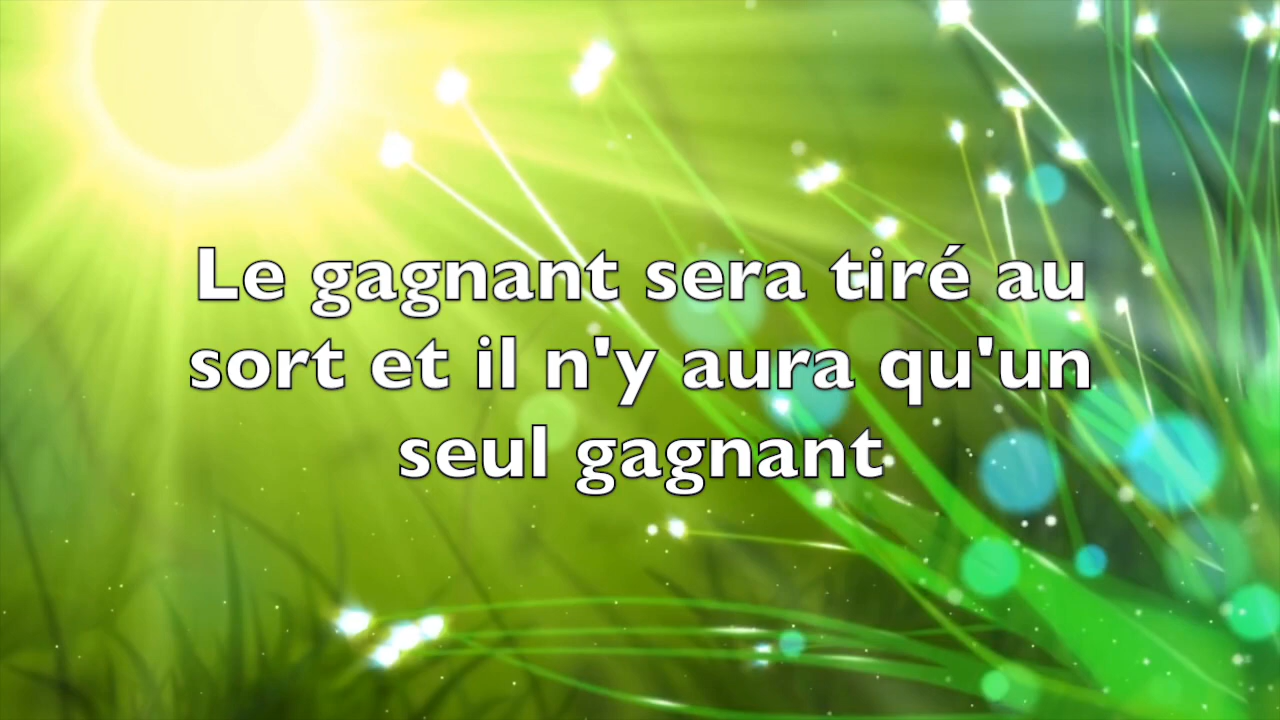 Le gagnant sera tiré au
sort et il n'y aura qu'un
seul gagnant